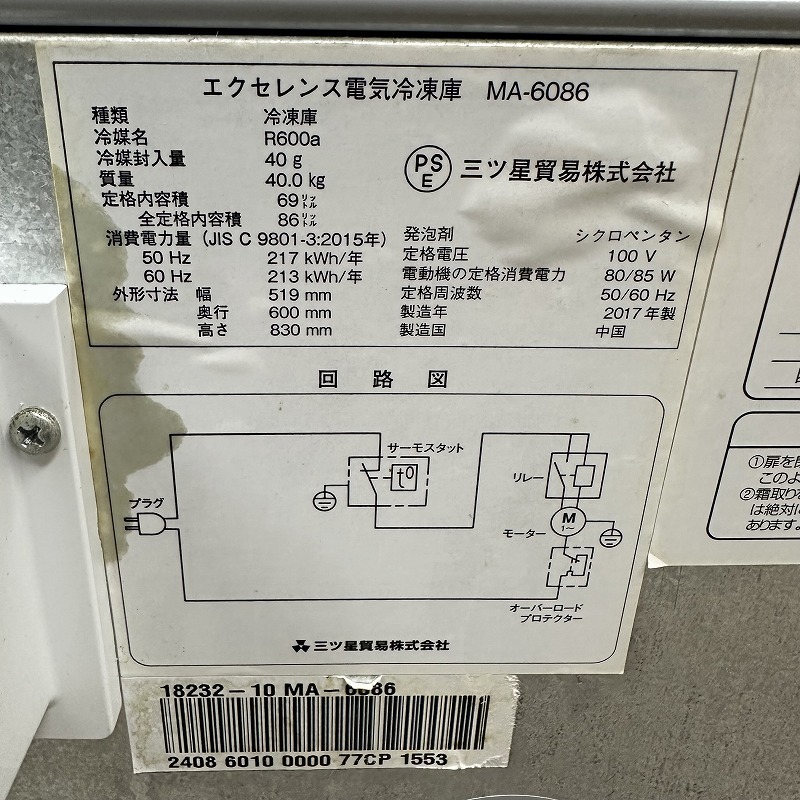 エクセレンス電気冷凍庫 MA-6086
種類 冷凍庫
冷媒名 R600a
冷媒封入量 40 g
質量 40.0 kg
定格内容積 69リットル
全定格内容積 86リットル
消費電力量 (JIS C 9801-3:2015年)
50 Hz 217 kWh/年
60 Hz 213 kWh/年
外形寸法 幅 519 mm
奥行 600 mm
高さ 830 mm
PS
E
三ツ星貿易株式会社
発泡剤 シクロペンタン
定格電圧 100 V
電動機の定格消費電力 80/85 W
定格周波数 50/60 Hz
製造年 2017年製
製造国 中国
回路図
サーモスタット
t°
リレー
プラグ
モーター
M
1~
オーバーロード
プロテクター
三ツ星貿易株式会社
18232-10 MA-6086
2408 6010 0000 77CP 1553
①扉を
このよ
②霜取り
は絶対に
あります